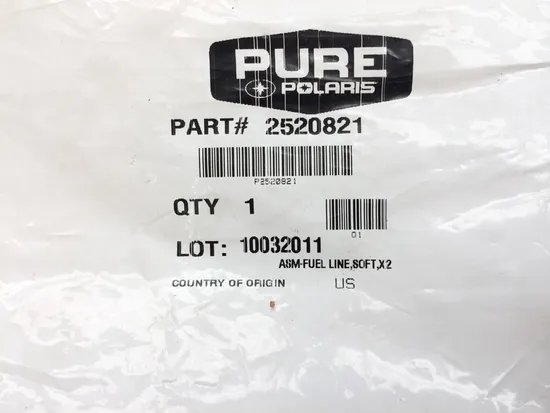 PURE
POLARIS
PART# 2520821
P2520821
QTY 1
01
LOT: 10032011
ASM-FUEL LINE,SOFT,X2
COUNTRY OF ORIGIN US